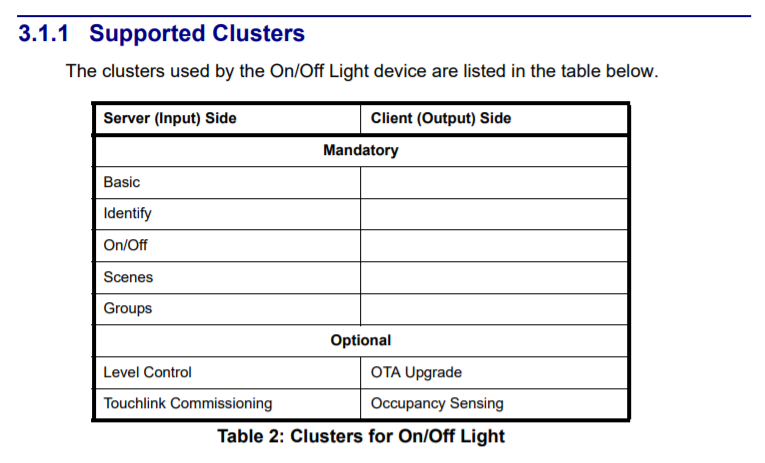 3.1.1 Supported Clusters
The clusters used by the On/Off Light device are listed in the table below.
Server (Input) Side Client (Output) Side
Mandatory
Basic
Identify
On/Off
Scenes
Groups
Optional
Level Control OTA Upgrade
Touchlink Commissioning Occupancy Sensing
Table 2: Clusters for On/Off Light